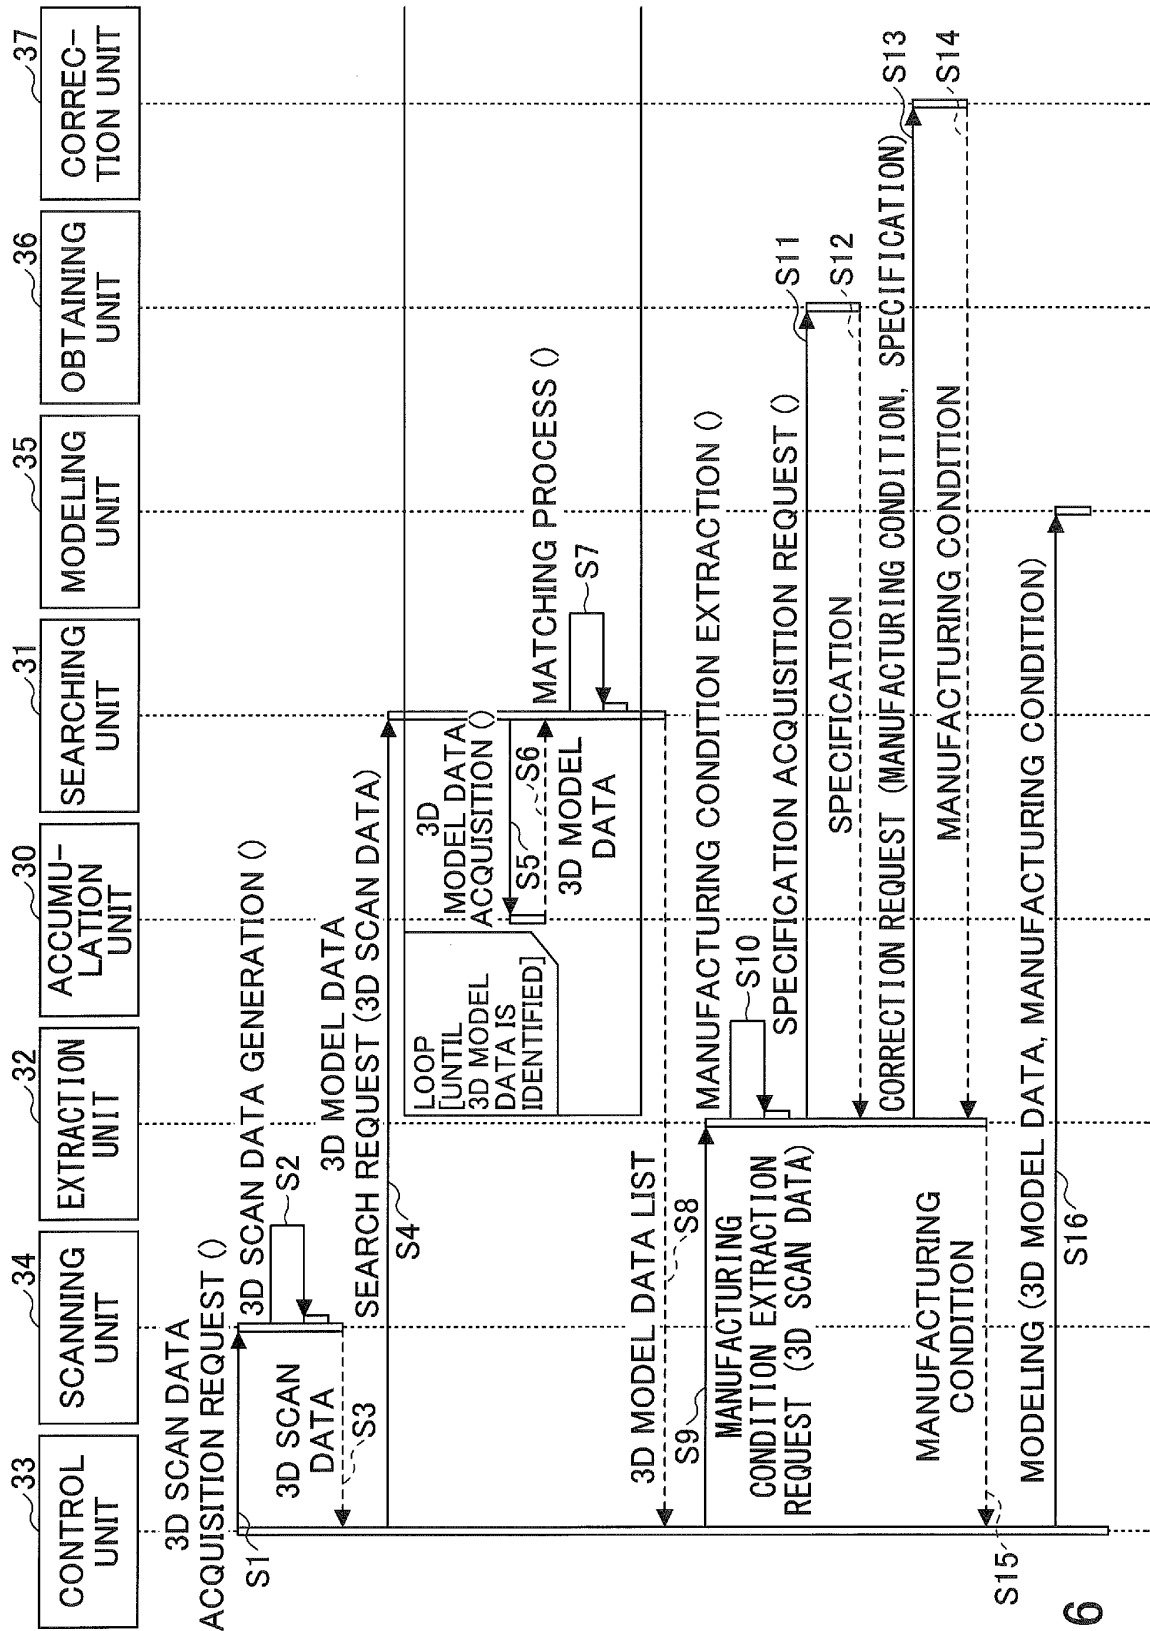 33
CONTROL
UNIT
34
SCANNING
UNIT
32
EXTRACTION
UNIT
30
ACCUMU-
LATION
UNIT
31
SEARCHING
UNIT
35
MODELING
UNIT
36
OBTAINING
UNIT
37
CORREC-
TION UNIT
3D SCAN DATA
ACQUISITION REQUEST ()
S1
3D SCAN DATA GENERATION ()
S2
3D SCAN
DATA
S3
3D MODEL DATA
SEARCH REQUEST (3D SCAN DATA)
S4
LOOP
[UNTIL
3D MODEL
DATA IS
IDENTIFIED]
3D
MODEL DATA
ACQUISITION ()
S5
S6
3D MODEL
DATA
MATCHING PROCESS ()
S7
3D MODEL DATA LIST
S8
S9
MANUFACTURING
CONDITION EXTRACTION
REQUEST (3D SCAN DATA)
MANUFACTURING CONDITION EXTRACTION ()
S10
SPECIFICATION ACQUISITION REQUEST ()
S11
SPECIFICATION
S12
CORRECTION REQUEST (MANUFACTURING CONDITION, SPECIFICATION)
S13
MANUFACTURING CONDITION
S14
MANUFACTURING
CONDITION
S15
MODELING (3D MODEL DATA, MANUFACTURING CONDITION)
S16
6